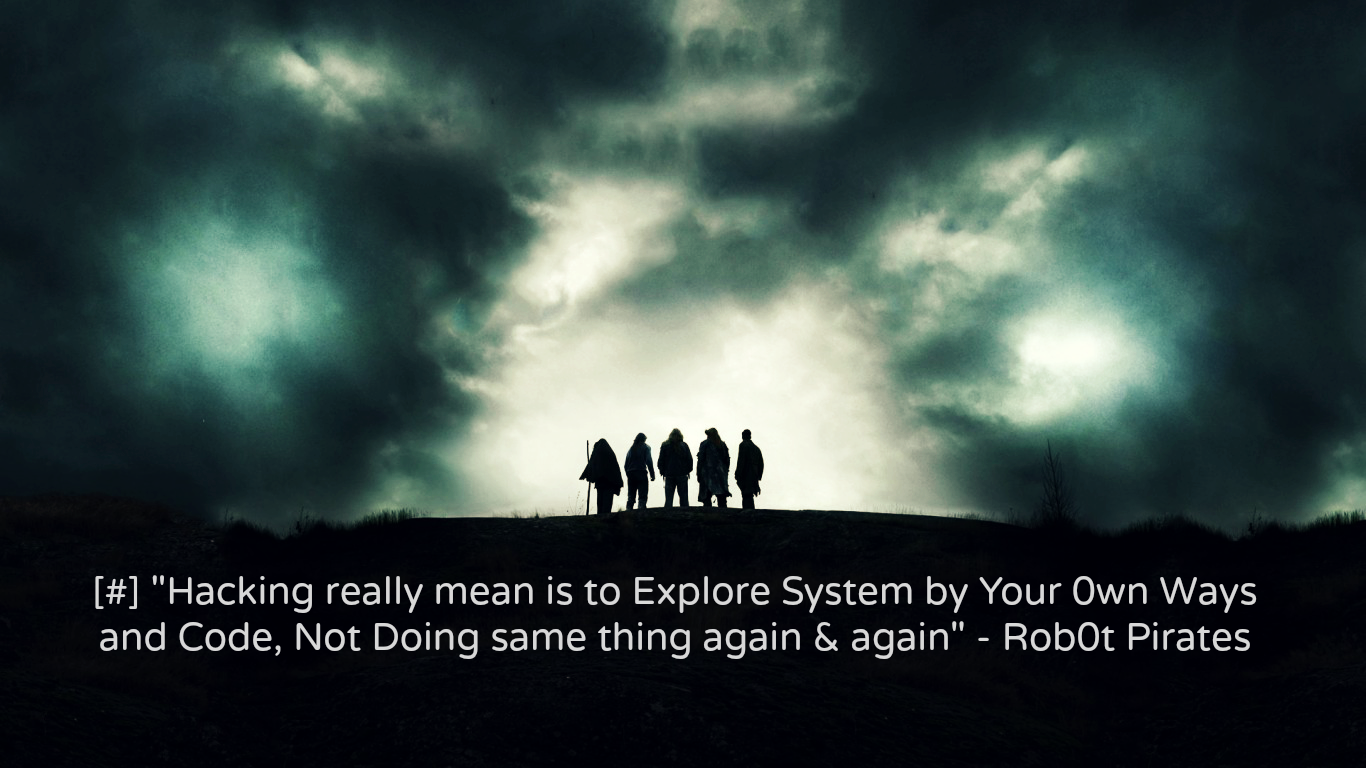 [#] "Hacking really mean is to Explore System by Your 0wn Ways
and Code, Not Doing same thing again & again" - Rob0t Pirates